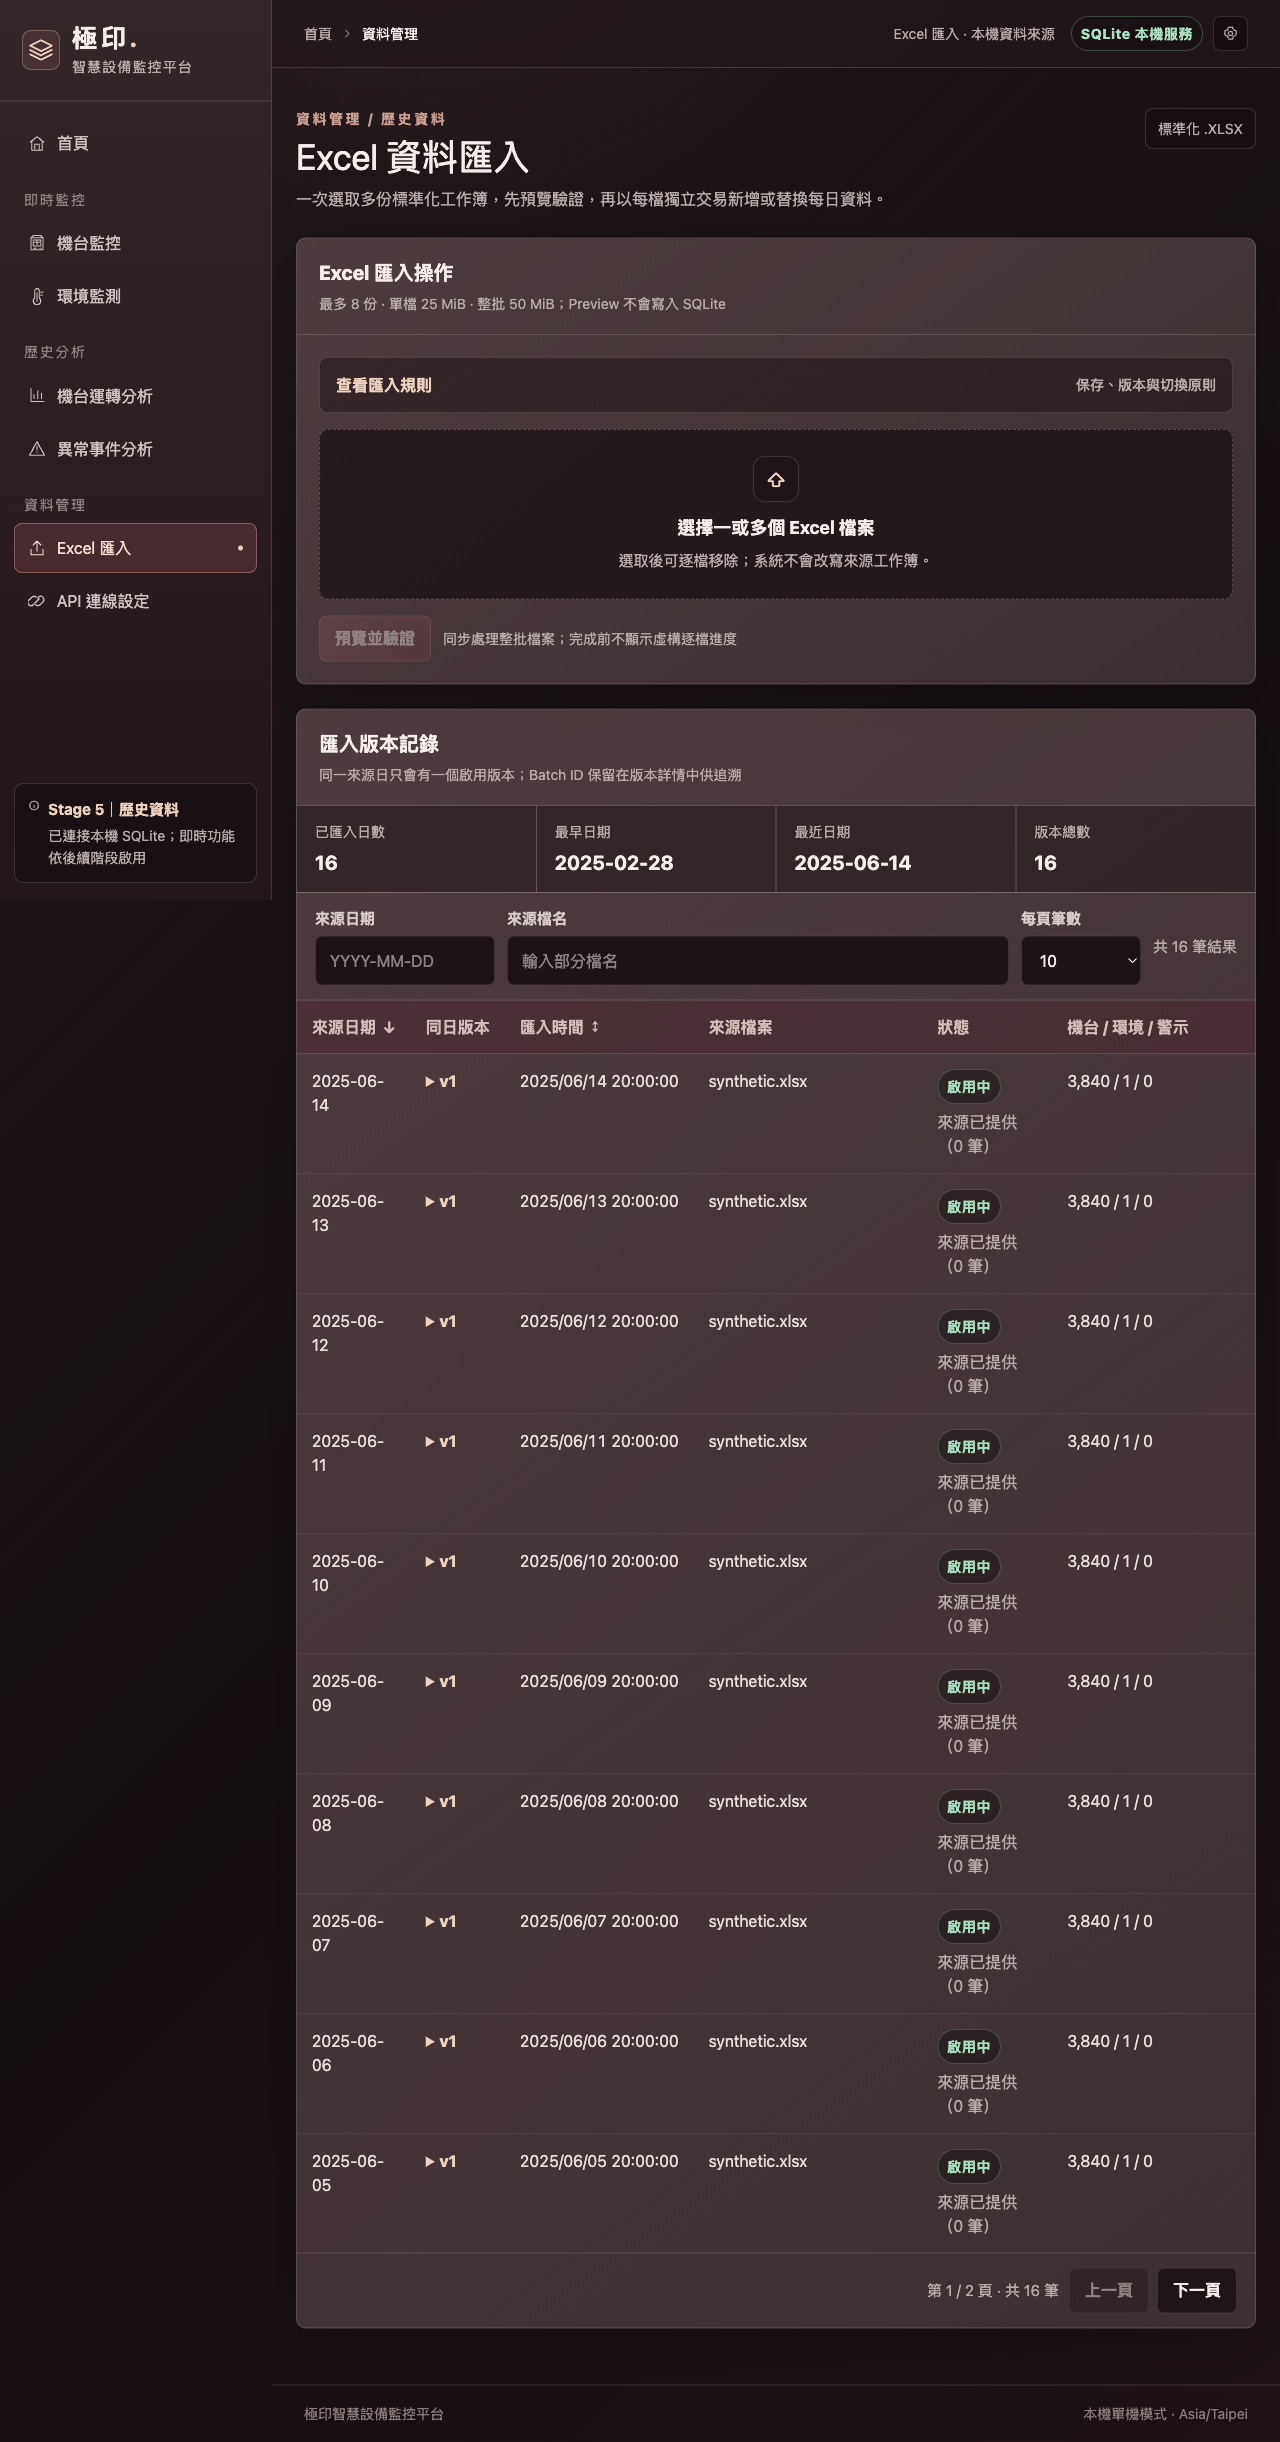 極印.
智慧設備監控平台
首頁
即時監控
機台監控
環境監測
歷史分析
機台運轉分析
異常事件分析
資料管理
Excel 匯入
API 連線設定
Stage 5｜歷史資料
已連接本機 SQLite；即時功能
依後續階段啟用
首頁 › 資料管理
Excel 匯入 · 本機資料來源
SQLite 本機服務
資料管理 / 歷史資料
Excel 資料匯入
一次選取多份標準化工作簿，先預覽驗證，再以每檔獨立交易新增或替換每日資料。
標準化 .XLSX
Excel 匯入操作
最多 8 份 · 單檔 25 MiB · 整批 50 MiB；Preview 不會寫入 SQLite
查看匯入規則
保存、版本與切換原則
選擇一或多個 Excel 檔案
選取後可逐檔移除；系統不會改寫來源工作簿。
預覽並驗證
同步處理整批檔案；完成前不顯示虛構逐檔進度
匯入版本記錄
同一來源日只會有一個啟用版本；Batch ID 保留在版本詳情中供追溯
已匯入日數
16
最早日期
2025-02-28
最近日期
2025-06-14
版本總數
16
來源日期
YYYY-MM-DD
來源檔名
輸入部分檔名
每頁筆數
10
共 16 筆結果
來源日期 ↓ 同日版本 匯入時間 ↕ 來源檔案 狀態 機台 / 環境 / 警示
2025-06- ▶ v1 2025/06/14 20:00:00 synthetic.xlsx 啟用中 3,840 / 1 / 0
14 來源已提供
（0 筆）
2025-06- ▶ v1 2025/06/13 20:00:00 synthetic.xlsx 啟用中 3,840 / 1 / 0
13 來源已提供
（0 筆）
2025-06- ▶ v1 2025/06/12 20:00:00 synthetic.xlsx 啟用中 3,840 / 1 / 0
12 來源已提供
（0 筆）
2025-06- ▶ v1 2025/06/11 20:00:00 synthetic.xlsx 啟用中 3,840 / 1 / 0
11 來源已提供
（0 筆）
2025-06- ▶ v1 2025/06/10 20:00:00 synthetic.xlsx 啟用中 3,840 / 1 / 0
10 來源已提供
（0 筆）
2025-06- ▶ v1 2025/06/09 20:00:00 synthetic.xlsx 啟用中 3,840 / 1 / 0
09 來源已提供
（0 筆）
2025-06- ▶ v1 2025/06/08 20:00:00 synthetic.xlsx 啟用中 3,840 / 1 / 0
08 來源已提供
（0 筆）
2025-06- ▶ v1 2025/06/07 20:00:00 synthetic.xlsx 啟用中 3,840 / 1 / 0
07 來源已提供
（0 筆）
2025-06- ▶ v1 2025/06/06 20:00:00 synthetic.xlsx 啟用中 3,840 / 1 / 0
06 來源已提供
（0 筆）
2025-06- ▶ v1 2025/06/05 20:00:00 synthetic.xlsx 啟用中 3,840 / 1 / 0
05 來源已提供
（0 筆）
第 1 / 2 頁 · 共 16 筆
上一頁
下一頁
極印智慧設備監控平台
本機單機模式 · Asia/Taipei